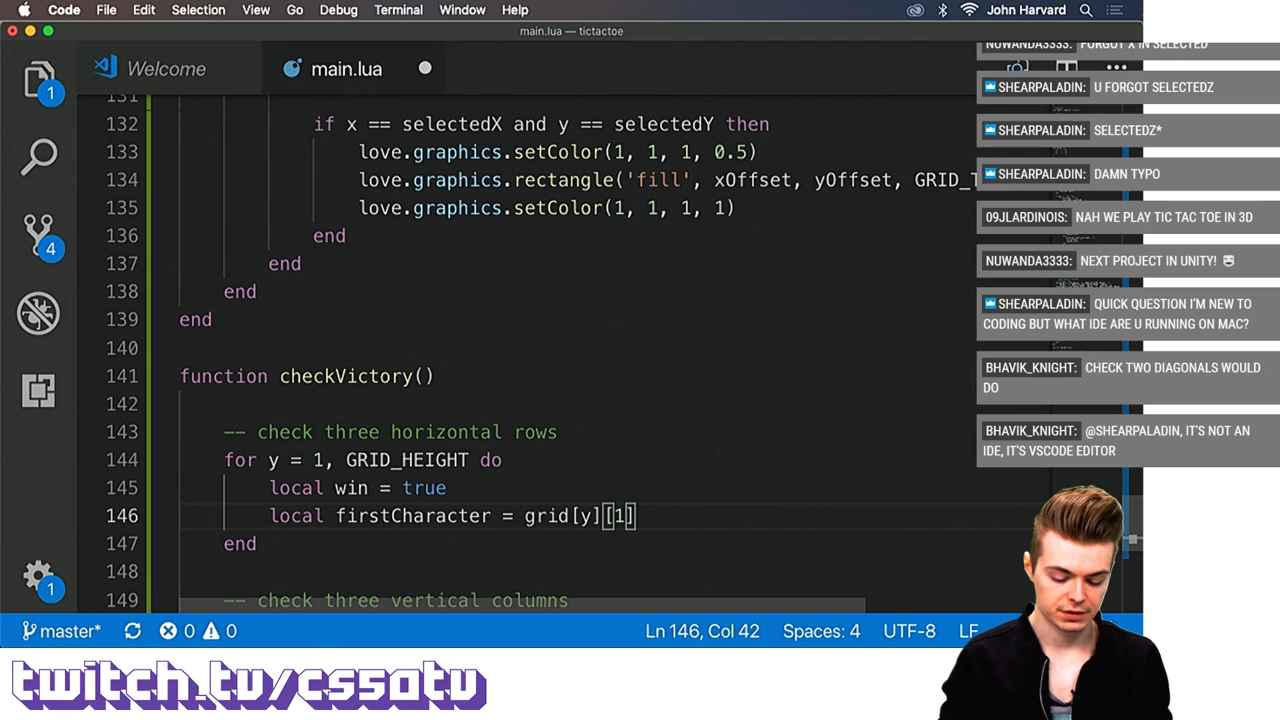 Code File Edit Selection View Go Debug Terminal Window Help John Harvard
main.lua — tictactoe
Welcome main.lua
131
132 if x == selectedX and y == selectedY then
133 love.graphics.setColor(1, 1, 1, 0.5)
134 love.graphics.rectangle('fill', xOffset, yOffset, GRID_T
135 love.graphics.setColor(1, 1, 1, 1)
136 end
137 end
138 end
139 end
140
141 function checkVictory()
142
143 -- check three horizontal rows
144 for y = 1, GRID_HEIGHT do
145 local win = true
146 local firstCharacter = grid[y][1]
147 end
148
149 -- check three vertical columns
1
4
1
master* 0 0 Ln 146, Col 42 Spaces: 4 UTF-8 LF
NUWANDA3333: FORGOT X IN SELECTED
SHEARPALADIN: U FORGOT SELECTEDZ
SHEARPALADIN: SELECTEDZ*
SHEARPALADIN: DAMN TYPO
09JLARDINOIS: NAH WE PLAY TIC TAC TOE IN 3D
NUWANDA3333: NEXT PROJECT IN UNITY! 😃
SHEARPALADIN: QUICK QUESTION I'M NEW TO
CODING BUT WHAT IDE ARE U RUNNING ON MAC?
BHAVIK_KNIGHT: CHECK TWO DIAGONALS WOULD
DO
BHAVIK_KNIGHT: @SHEARPALADIN, IT'S NOT AN
IDE, IT'S VSCODE EDITOR
twitch.tv/cs50tv